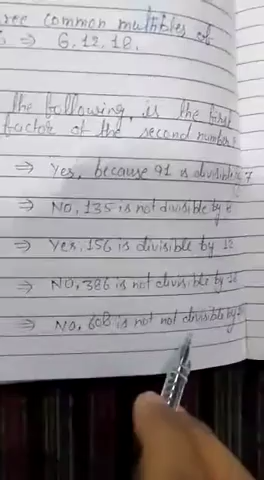 ree common multiples of
⇒ 6, 12, 18.
the following, is the first
factor of the second number?
⇒ Yes, because 91 is divisible by 7
⇒ No, 135 is not divisible by
⇒ Yes, 156 is divisible by 12
⇒ No, 386 is not divisible by
⇒ No, 608 is not not divisible by